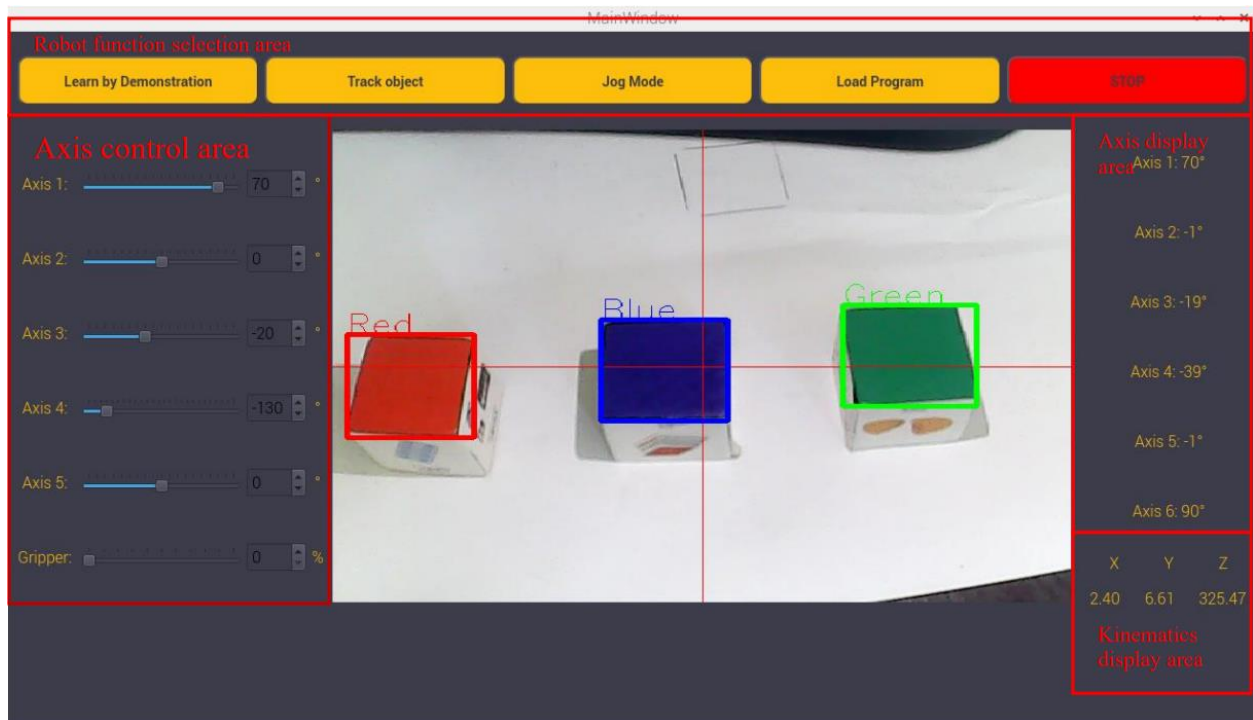 MainWindow
Robot function selection area
Learn by Demonstration
Track object
Jog Mode
Load Program
STOP
Axis control area
Axis 1: 70 °
Axis 2: 0 °
Axis 3: -20 °
Axis 4: -130 °
Axis 5: 0 °
Gripper: 0 %
Red
Blue
Green
Axis display
area
Axis 1: 70°
Axis 2: -1°
Axis 3: -19°
Axis 4: -39°
Axis 5: -1°
Axis 6: 90°
X Y Z
2.40 6.61 325.47
Kinematics
display area